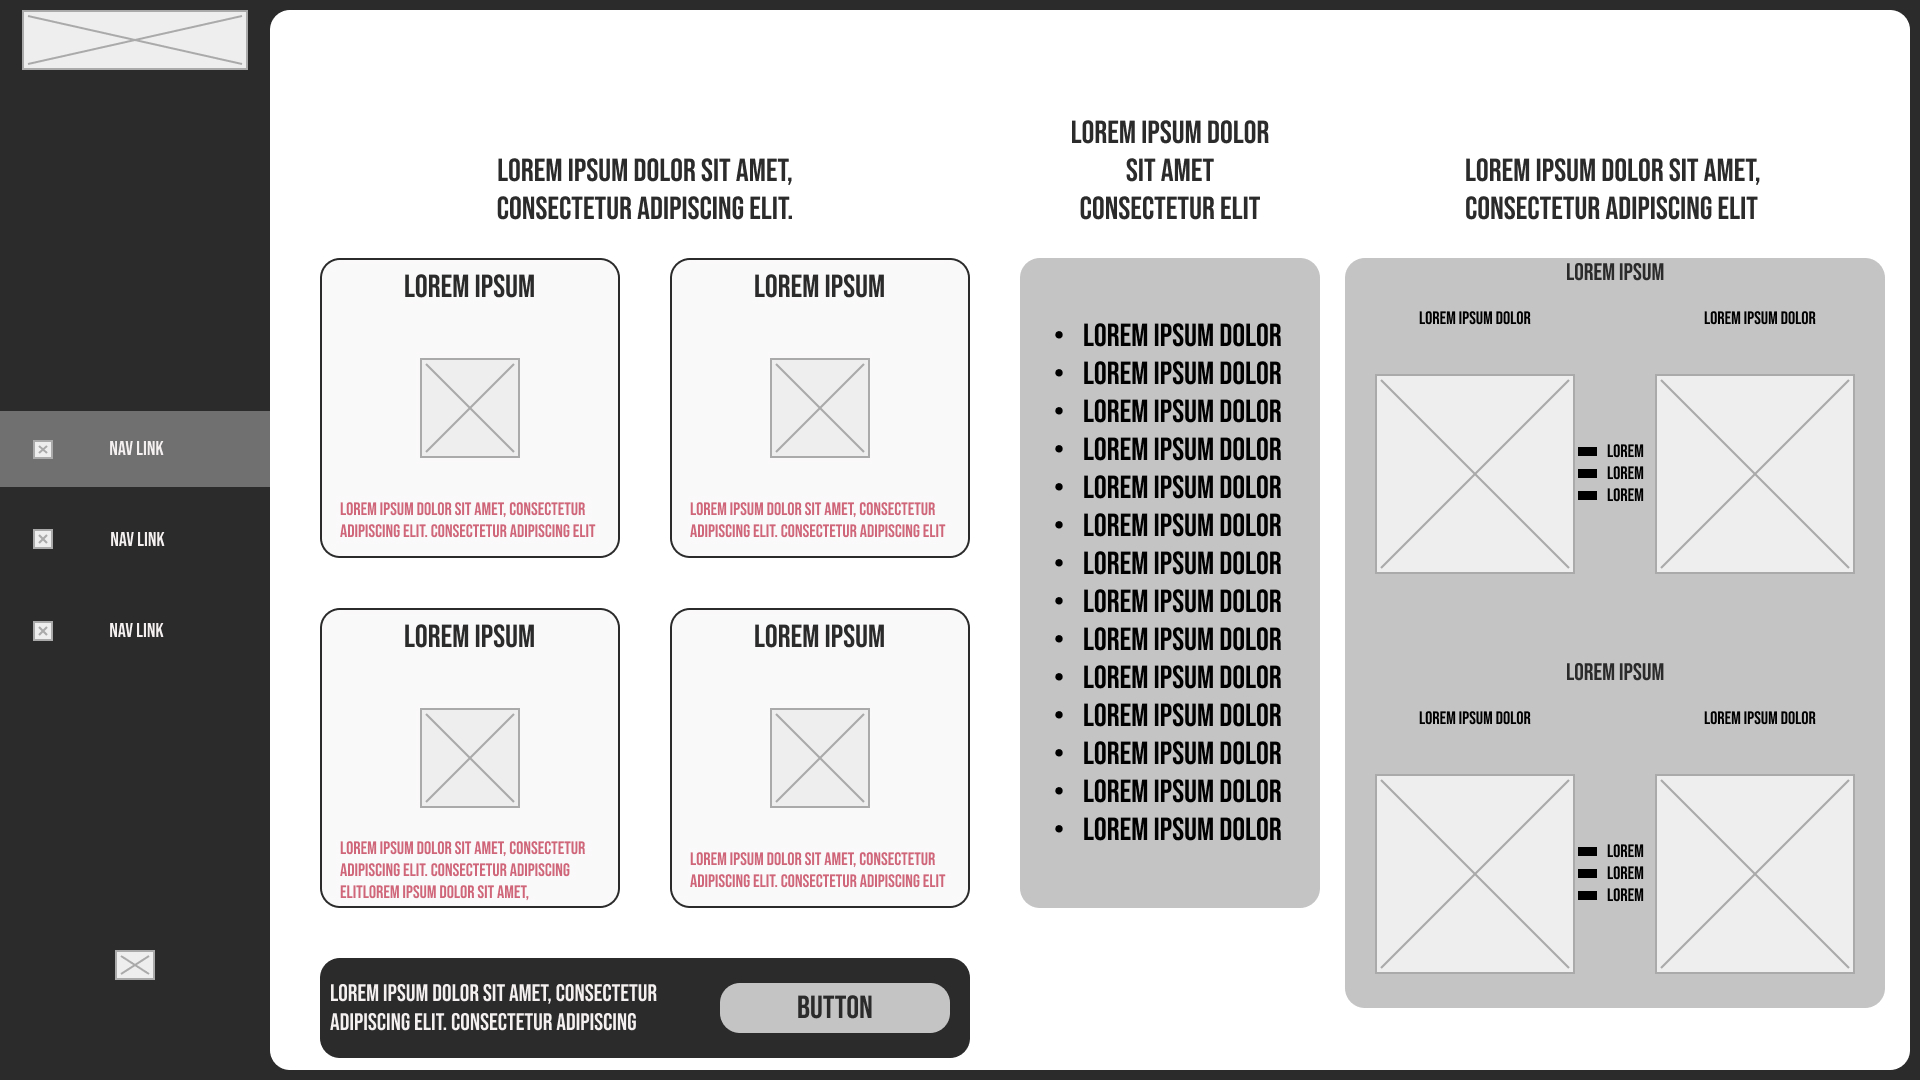 NAV LINK
NAV LINK
NAV LINK
LOREM IPSUM DOLOR SIT AMET,
CONSECTETUR ADIPISCING ELIT.
LOREM IPSUM
LOREM IPSUM DOLOR SIT AMET, CONSECTETUR
ADIPISCING ELIT. CONSECTETUR ADIPISCING ELIT
LOREM IPSUM
LOREM IPSUM DOLOR SIT AMET, CONSECTETUR
ADIPISCING ELIT. CONSECTETUR ADIPISCING ELIT
LOREM IPSUM
LOREM IPSUM DOLOR SIT AMET, CONSECTETUR
ADIPISCING ELIT. CONSECTETUR ADIPISCING
ELITLOREM IPSUM DOLOR SIT AMET,
LOREM IPSUM
LOREM IPSUM DOLOR SIT AMET, CONSECTETUR
ADIPISCING ELIT. CONSECTETUR ADIPISCING ELIT
LOREM IPSUM DOLOR SIT AMET, CONSECTETUR
ADIPISCING ELIT. CONSECTETUR ADIPISCING
BUTTON
LOREM IPSUM DOLOR
SIT AMET
CONSECTETUR ELIT
• LOREM IPSUM DOLOR
• LOREM IPSUM DOLOR
• LOREM IPSUM DOLOR
• LOREM IPSUM DOLOR
• LOREM IPSUM DOLOR
• LOREM IPSUM DOLOR
• LOREM IPSUM DOLOR
• LOREM IPSUM DOLOR
• LOREM IPSUM DOLOR
• LOREM IPSUM DOLOR
• LOREM IPSUM DOLOR
• LOREM IPSUM DOLOR
• LOREM IPSUM DOLOR
• LOREM IPSUM DOLOR
LOREM IPSUM DOLOR SIT AMET,
CONSECTETUR ADIPISCING ELIT
LOREM IPSUM
LOREM IPSUM DOLOR
LOREM IPSUM DOLOR
LOREM
LOREM
LOREM
LOREM IPSUM
LOREM IPSUM DOLOR
LOREM IPSUM DOLOR
LOREM
LOREM
LOREM